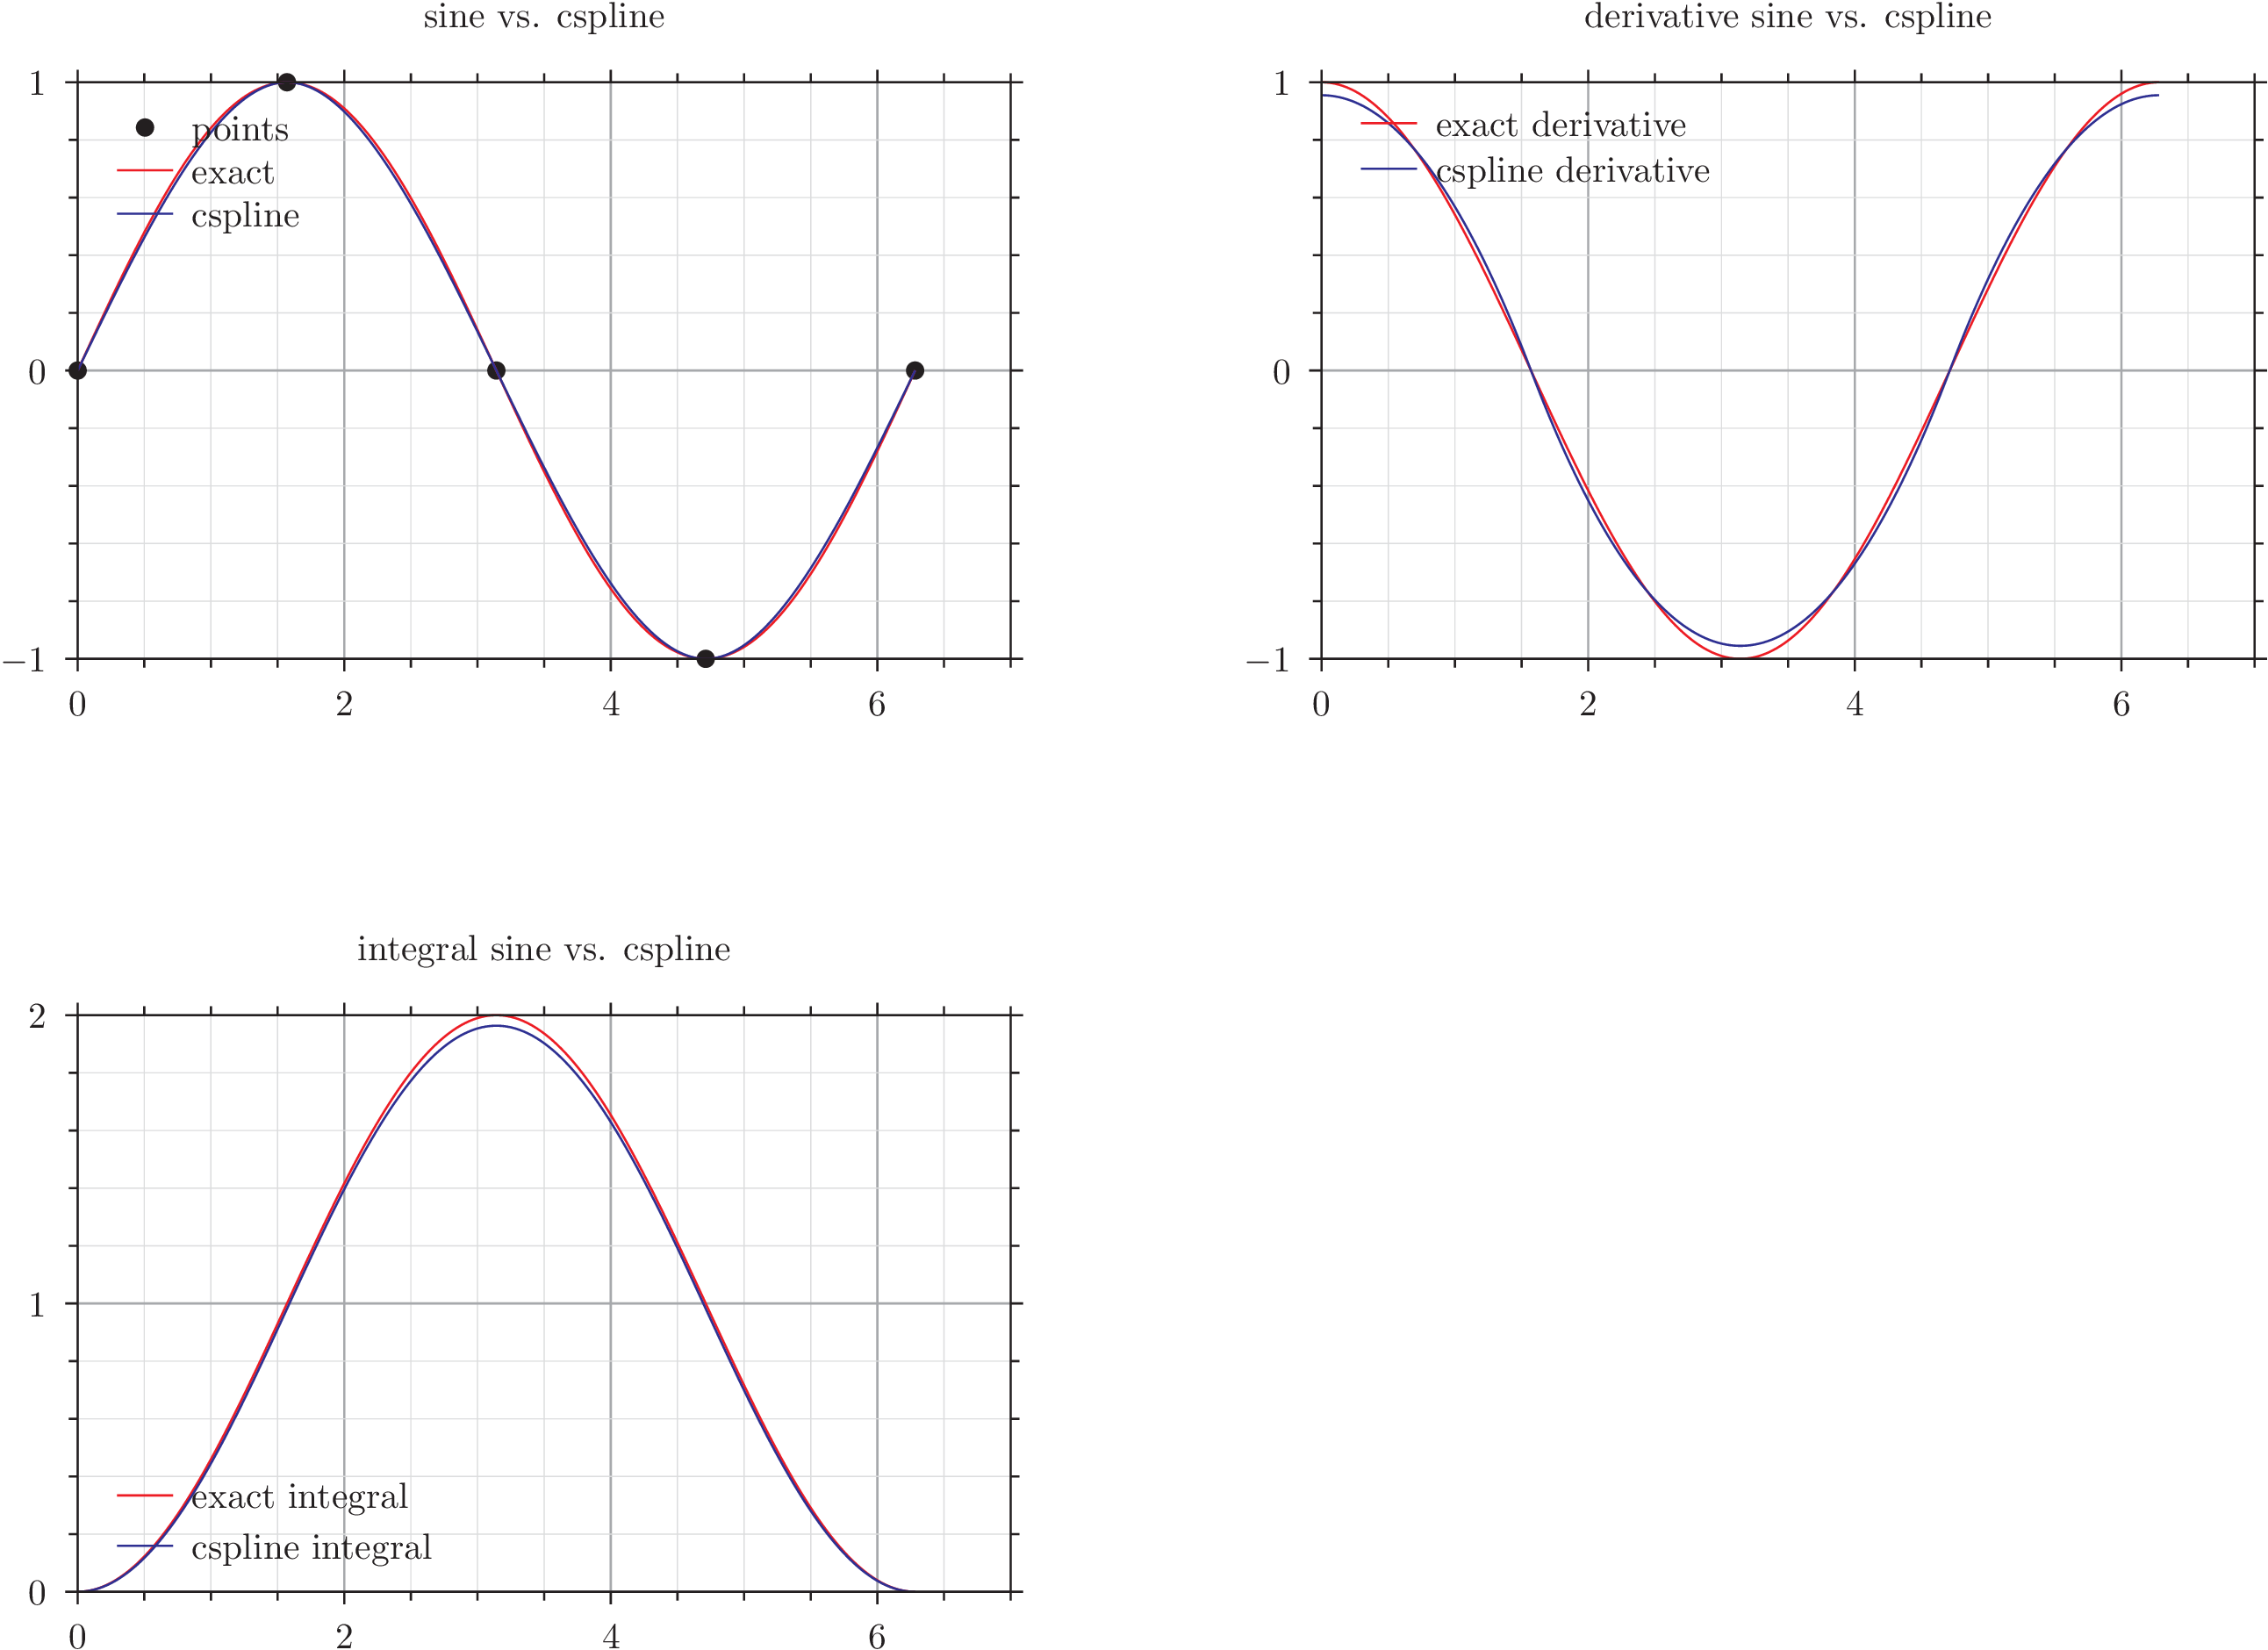 sine vs. cspline
1
points
exact
cspline
0
−1
0 2 4 6
derivative sine vs. cspline
1
exact derivative
cspline derivative
0
−1
0 2 4 6
integral sine vs. cspline
2
1
exact integral
cspline integral
0
0 2 4 6